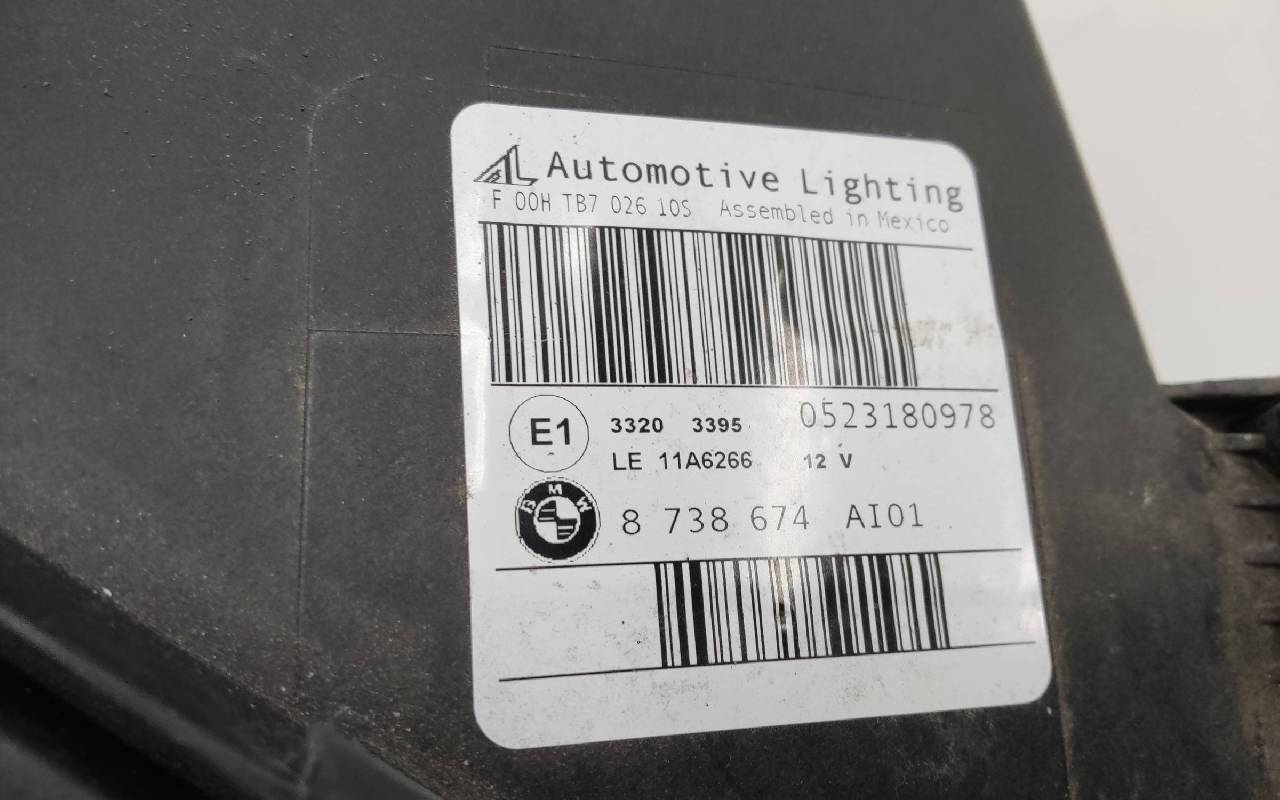 AL Automotive Lighting
F 00H TB7 026 10S Assembled in Mexico
E1 3320 3395 0523180978
LE 11A6266 12 V
BMW 8 738 674 AI01